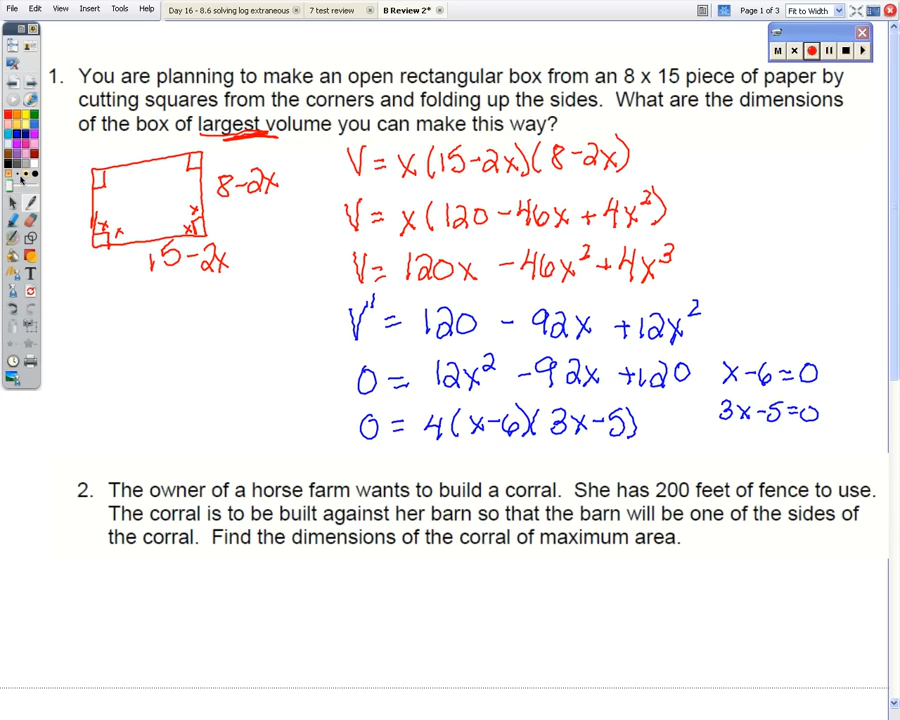 File Edit View Insert Tools Help
Day 16 - 8.6 solving log extraneous
7 test review
B Review 2*
Page 1 of 3
Fit to Width
M
1. You are planning to make an open rectangular box from an 8 x 15 piece of paper by
cutting squares from the corners and folding up the sides. What are the dimensions
of the box of largest volume you can make this way?
8-2x
x x x x
15-2x
V = x(15-2x)(8-2x)
V = x(120-46x+4x²)
V = 120x -46x²+4x³
V' = 120 - 92x +12x²
0 = 12x² -92x +120
x-6=0
0 = 4(x-6)(3x-5)
3x-5=0
2. The owner of a horse farm wants to build a corral. She has 200 feet of fence to use.
The corral is to be built against her barn so that the barn will be one of the sides of
the corral. Find the dimensions of the corral of maximum area.